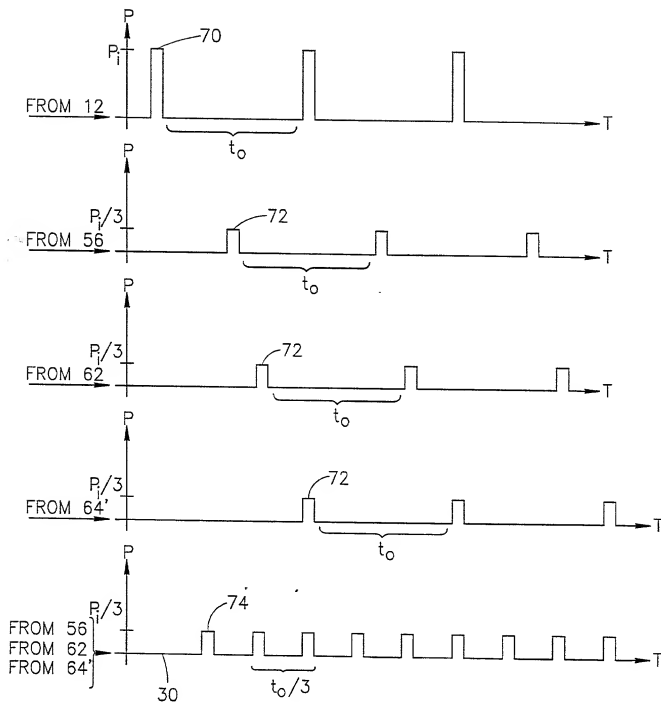 P
70
Pi
FROM 12
T
to
P
Pi/3
72
FROM 56
T
to
P
Pi/3
72
FROM 62
T
to
P
Pi/3
72
FROM 64'
T
to
P
Pi/3
74
FROM 56
FROM 62
FROM 64'
T
to/3
30